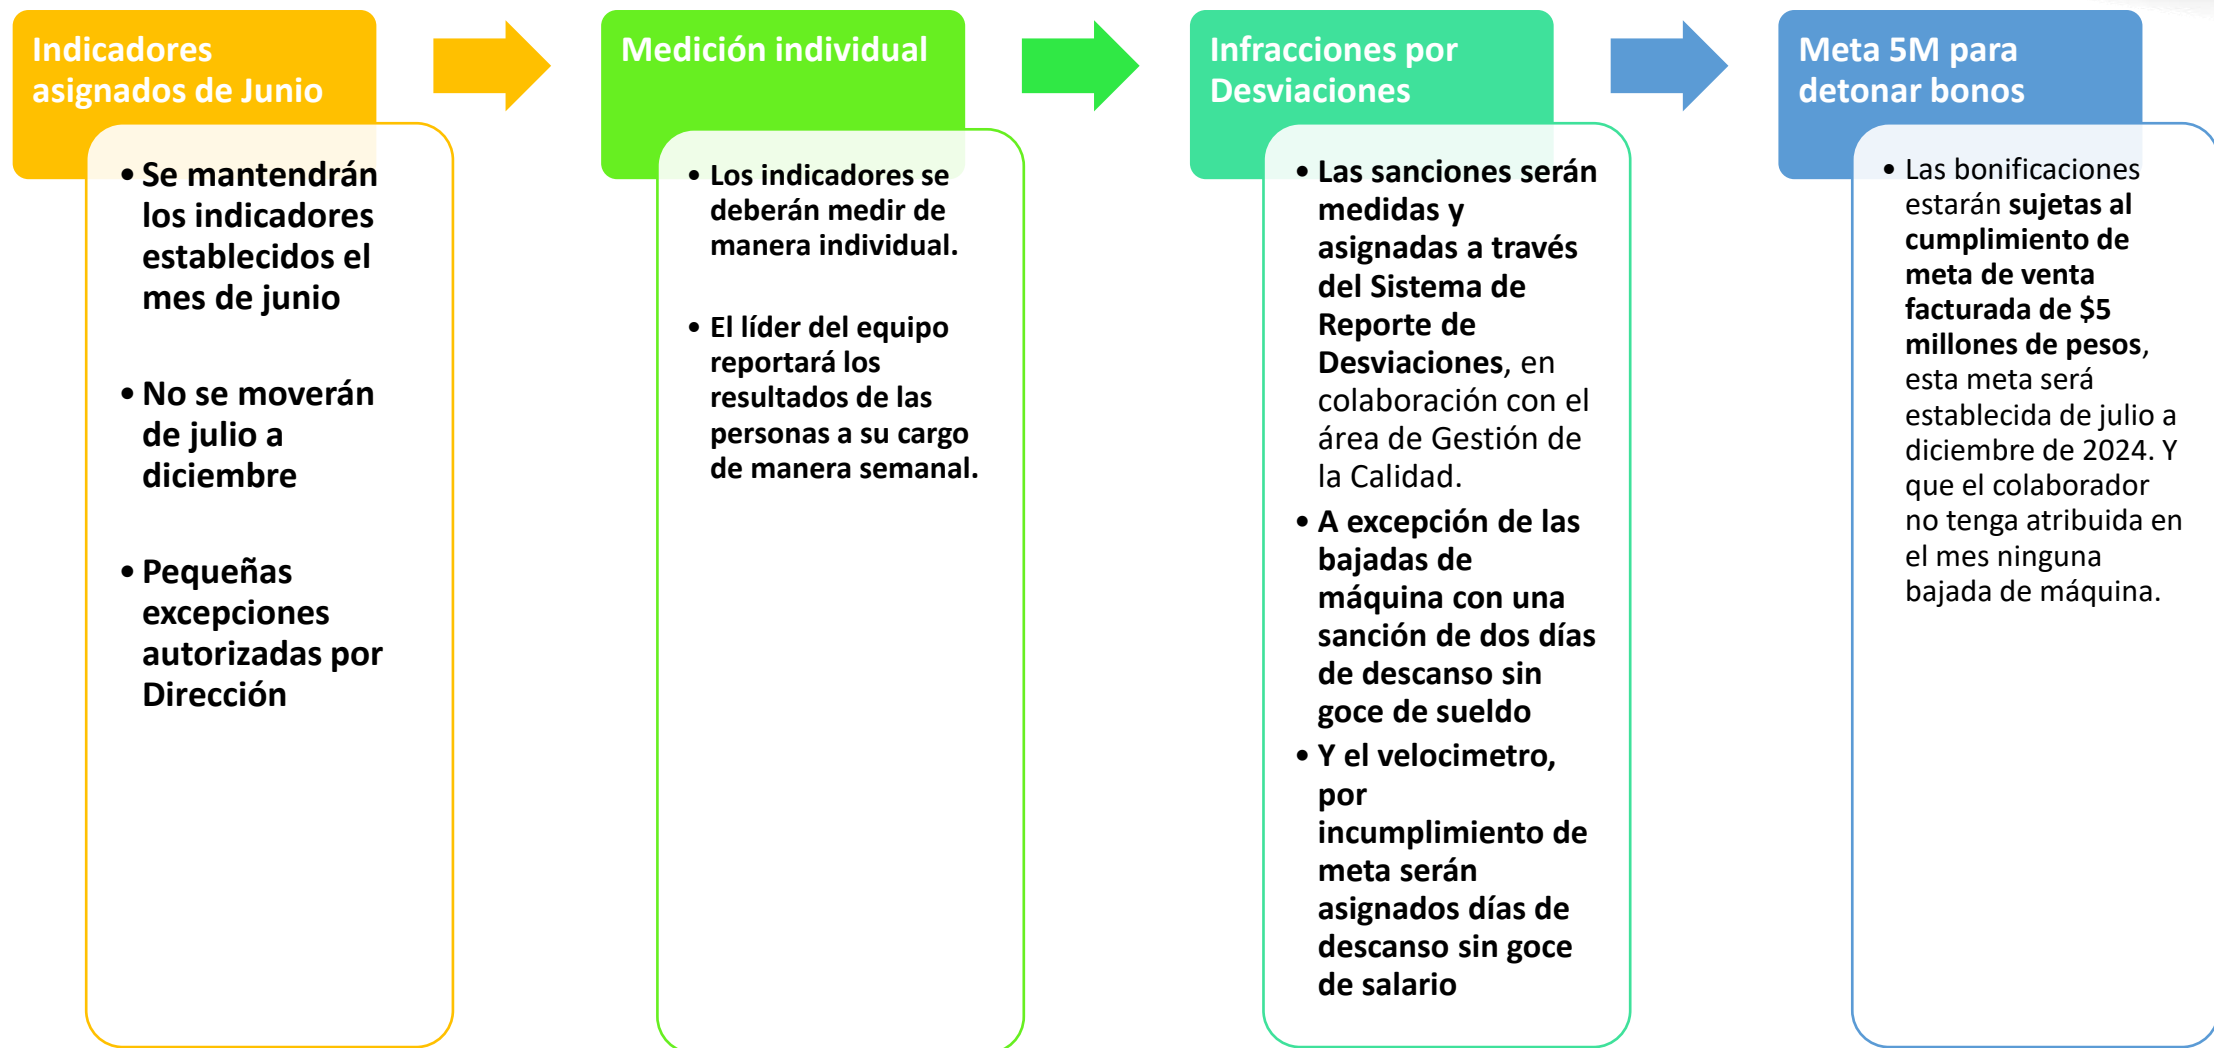 Indicadores
asignados de Junio
• Se mantendrán
los indicadores
establecidos el
mes de junio
• No se moverán
de julio a
diciembre
• Pequeñas
excepciones
autorizadas por
Dirección
Medición individual
• Los indicadores se
deberán medir de
manera individual.
• El líder del equipo
reportará los
resultados de las
personas a su cargo
de manera semanal.
Infracciones por
Desviaciones
• Las sanciones serán
medidas y
asignadas a través
del Sistema de
Reporte de
Desviaciones, en
colaboración con el
área de Gestión de
la Calidad.
• A excepción de las
bajadas de
máquina con una
sanción de dos días
de descanso sin
goce de sueldo
• Y el velocimetro,
por
incumplimiento de
meta serán
asignados días de
descanso sin goce
de salario
Meta 5M para
detonar bonos
• Las bonificaciones
estarán sujetas al
cumplimiento de
meta de venta
facturada de $5
millones de pesos,
esta meta será
establecida de julio a
diciembre de 2024. Y
que el colaborador
no tenga atribuida en
el mes ninguna
bajada de máquina.